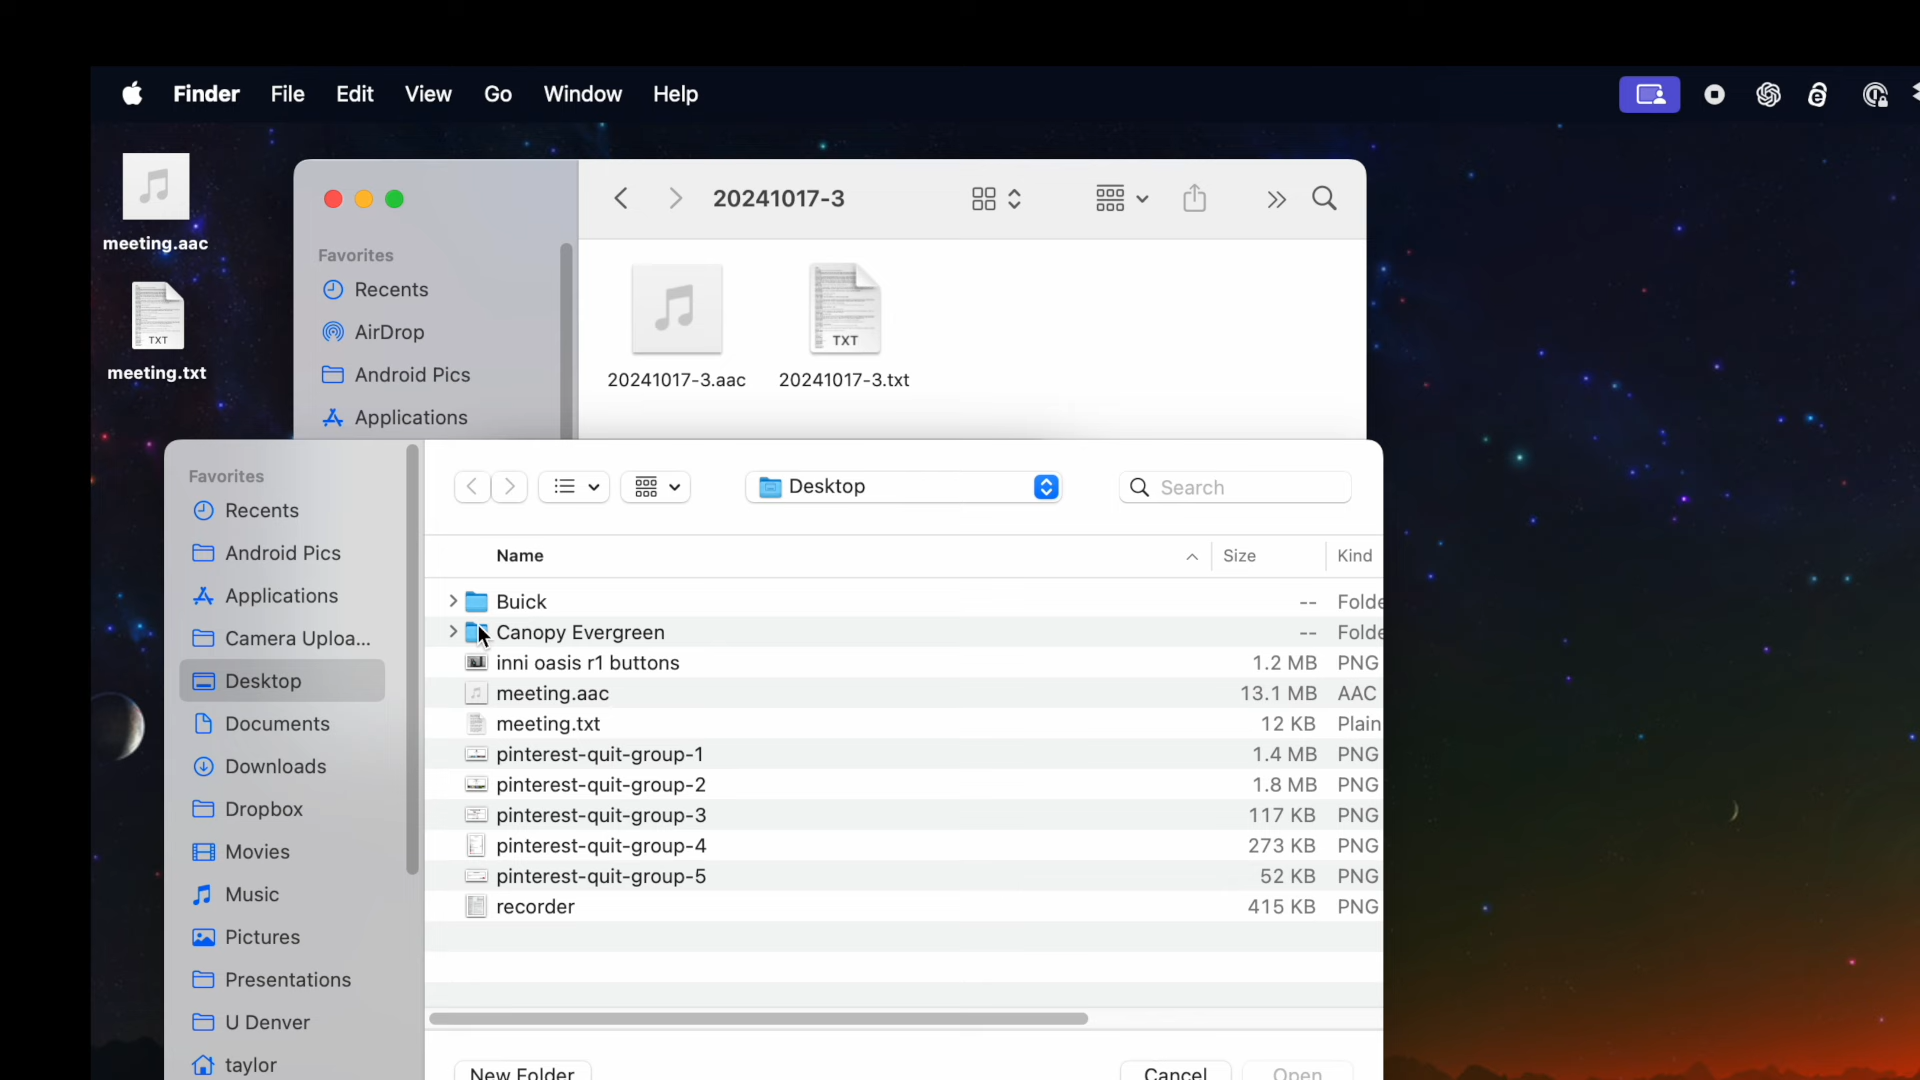 Finder File Edit View Go Window Help
meeting.aac
TXT
meeting.txt
20241017-3
Favorites
Recents
AirDrop
Android Pics
Applications
TXT
20241017-3.aac 20241017-3.txt
Favorites
Recents
Android Pics
Applications
Camera Uploa...
Desktop
Documents
Downloads
Dropbox
Movies
Music
Pictures
Presentations
U Denver
taylor
Desktop
Search
Name Size Kind
Buick -- Folde
Canopy Evergreen -- Folde
inni oasis r1 buttons 1.2 MB PNG
meeting.aac 13.1 MB AAC
meeting.txt 12 KB Plain
pinterest-quit-group-1 1.4 MB PNG
pinterest-quit-group-2 1.8 MB PNG
pinterest-quit-group-3 117 KB PNG
pinterest-quit-group-4 273 KB PNG
pinterest-quit-group-5 52 KB PNG
recorder 415 KB PNG
New Folder Cancel Open